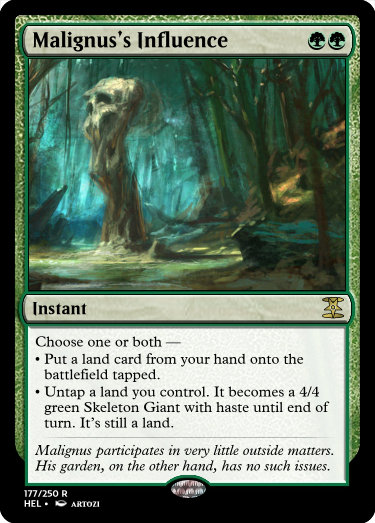 Malignus's Influence
Instant
Choose one or both —
• Put a land card from your hand onto the
battlefield tapped.
• Untap a land you control. It becomes a 4/4
green Skeleton Giant with haste until end of
turn. It's still a land.
Malignus participates in very little outside matters.
His garden, on the other hand, has no such issues.
177/250 R
HEL • ARTOZI